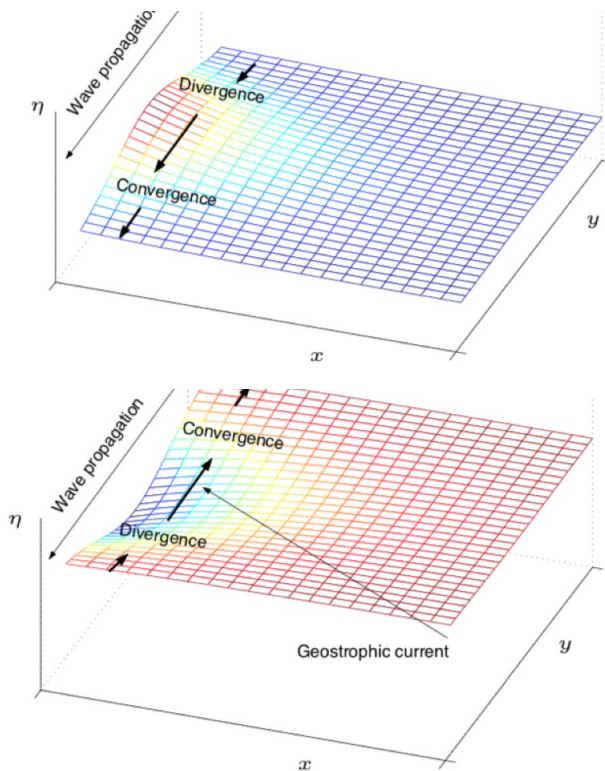 Wave propagation
Divergence
η
Convergence
y
x
Wave propagation
Convergence
η
Divergence
Geostrophic current
y
x